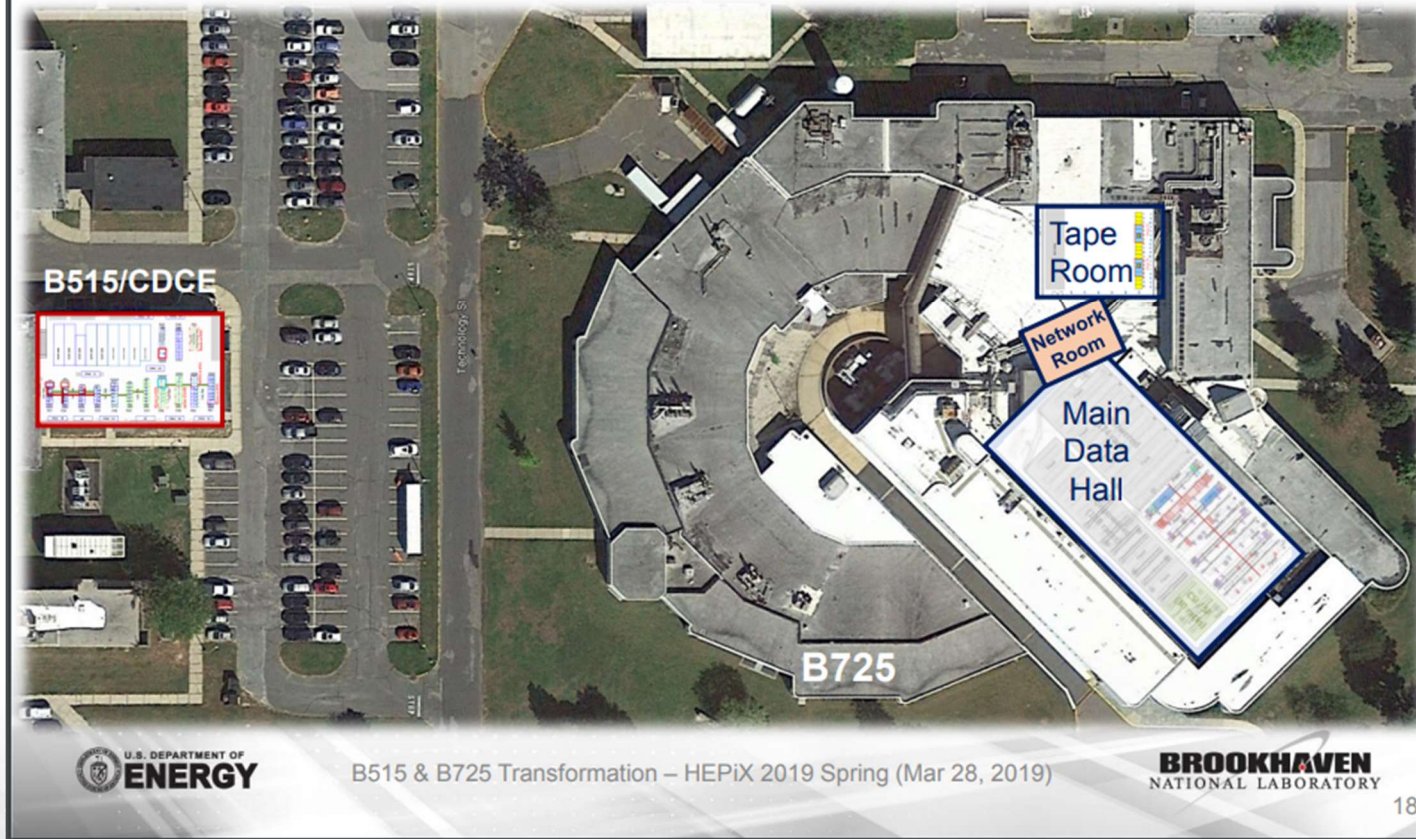 B515/CDCE
Technology St
Tape
Room
Network
Room
Main
Data
Hall
B725
U.S. DEPARTMENT OF
ENERGY
B515 & B725 Transformation – HEPiX 2019 Spring (Mar 28, 2019)
BROOKHAVEN
NATIONAL LABORATORY
18